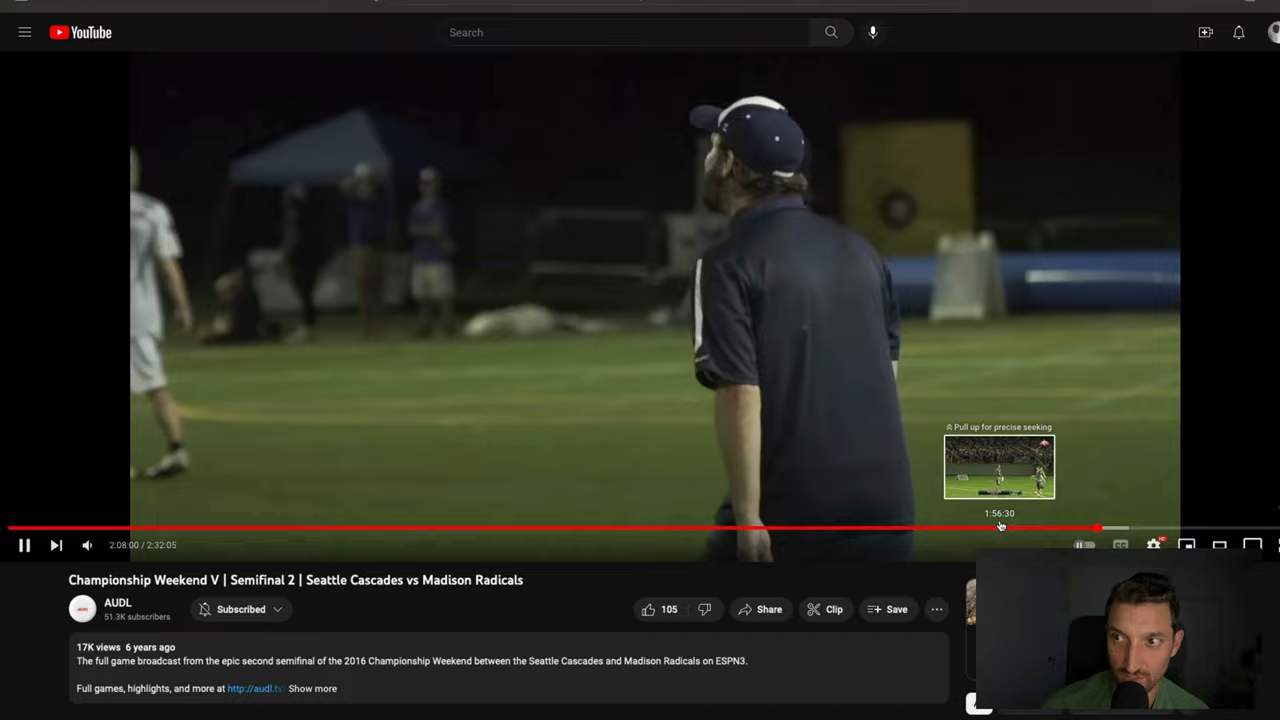 YouTube
Search
Pull up for precise seeking
1:56:30
2:08:00 / 2:32:05
CC
HD
Championship Weekend V | Semifinal 2 | Seattle Cascades vs Madison Radicals
AUDL
51.3K subscribers
Subscribed
105
Share
Clip
Save
17K views 6 years ago
The full game broadcast from the epic second semifinal of the 2016 Championship Weekend between the Seattle Cascades and Madison Radicals on ESPN3.
Full games, highlights, and more at http://audl.tv Show more